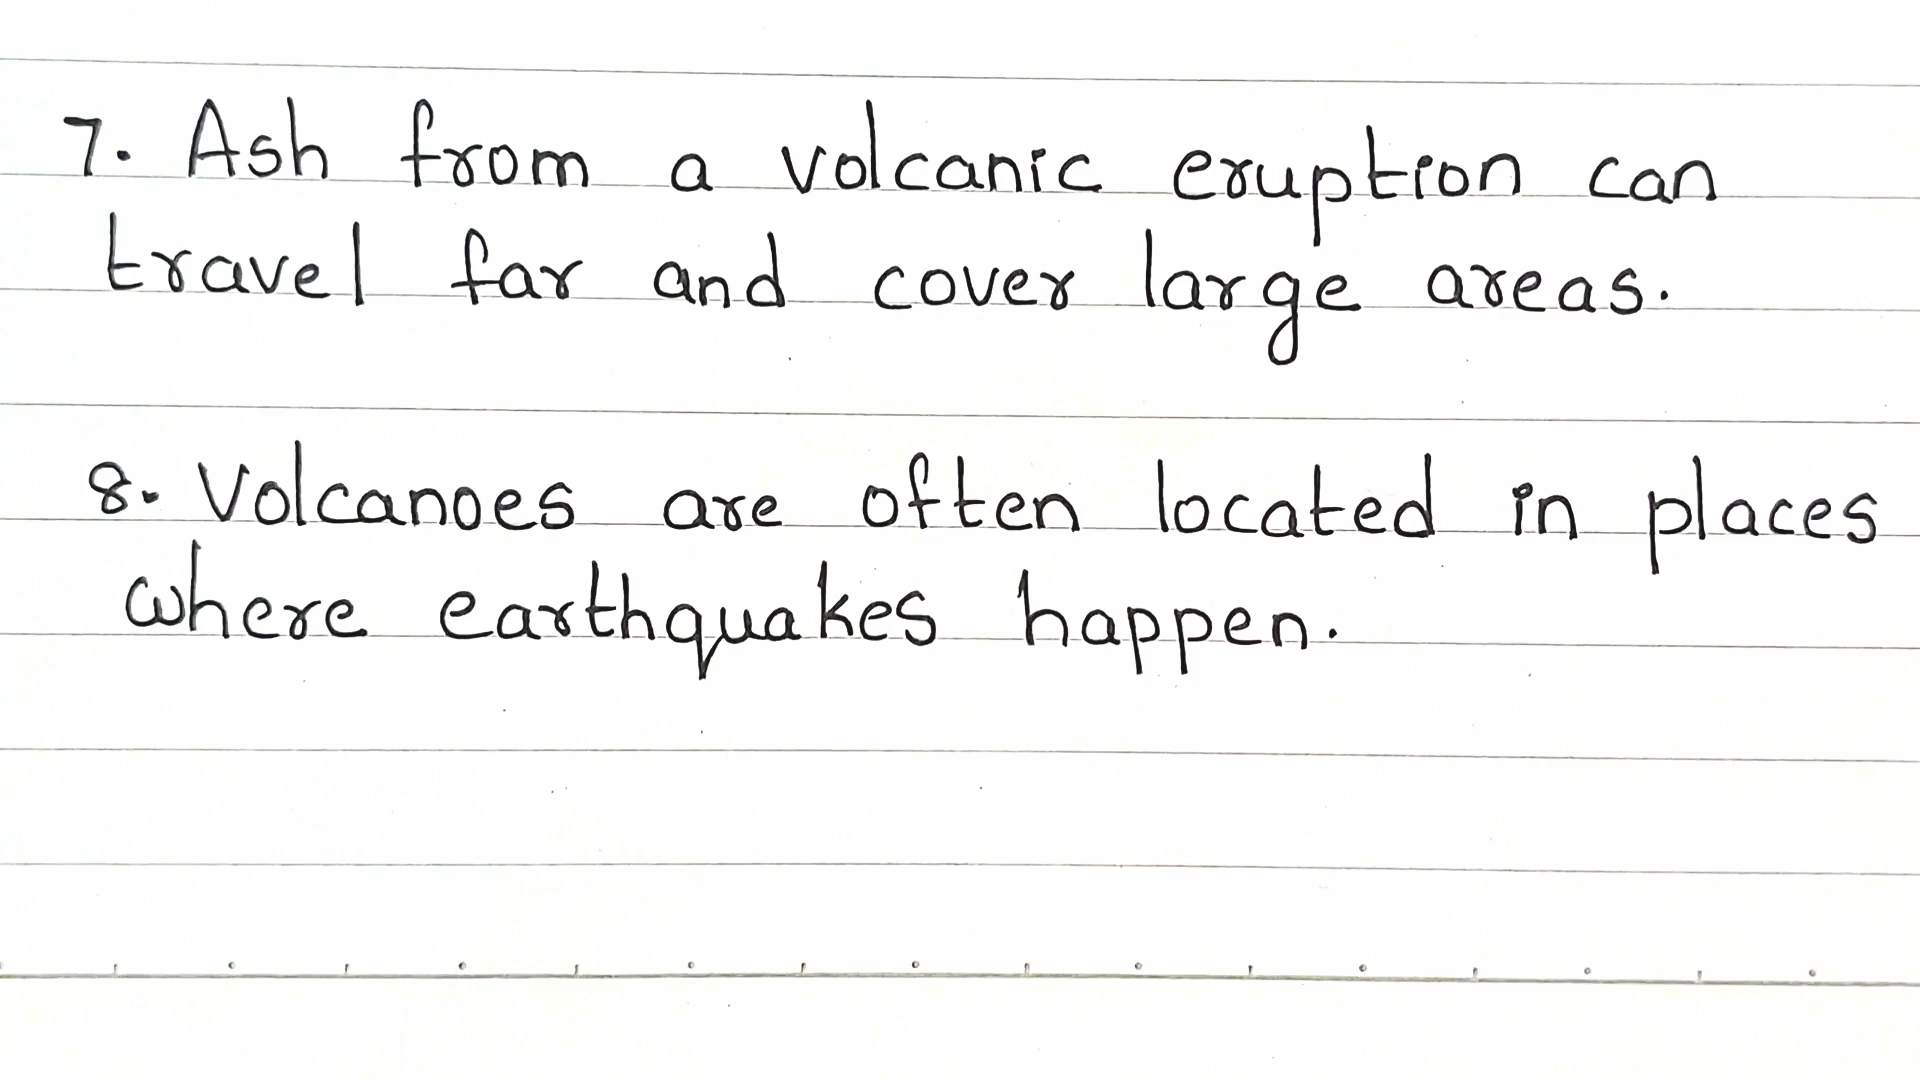 7. Ash from a volcanic eruption can
travel far and cover large areas.
8. Volcanoes are often located in places
where earthquakes happen.